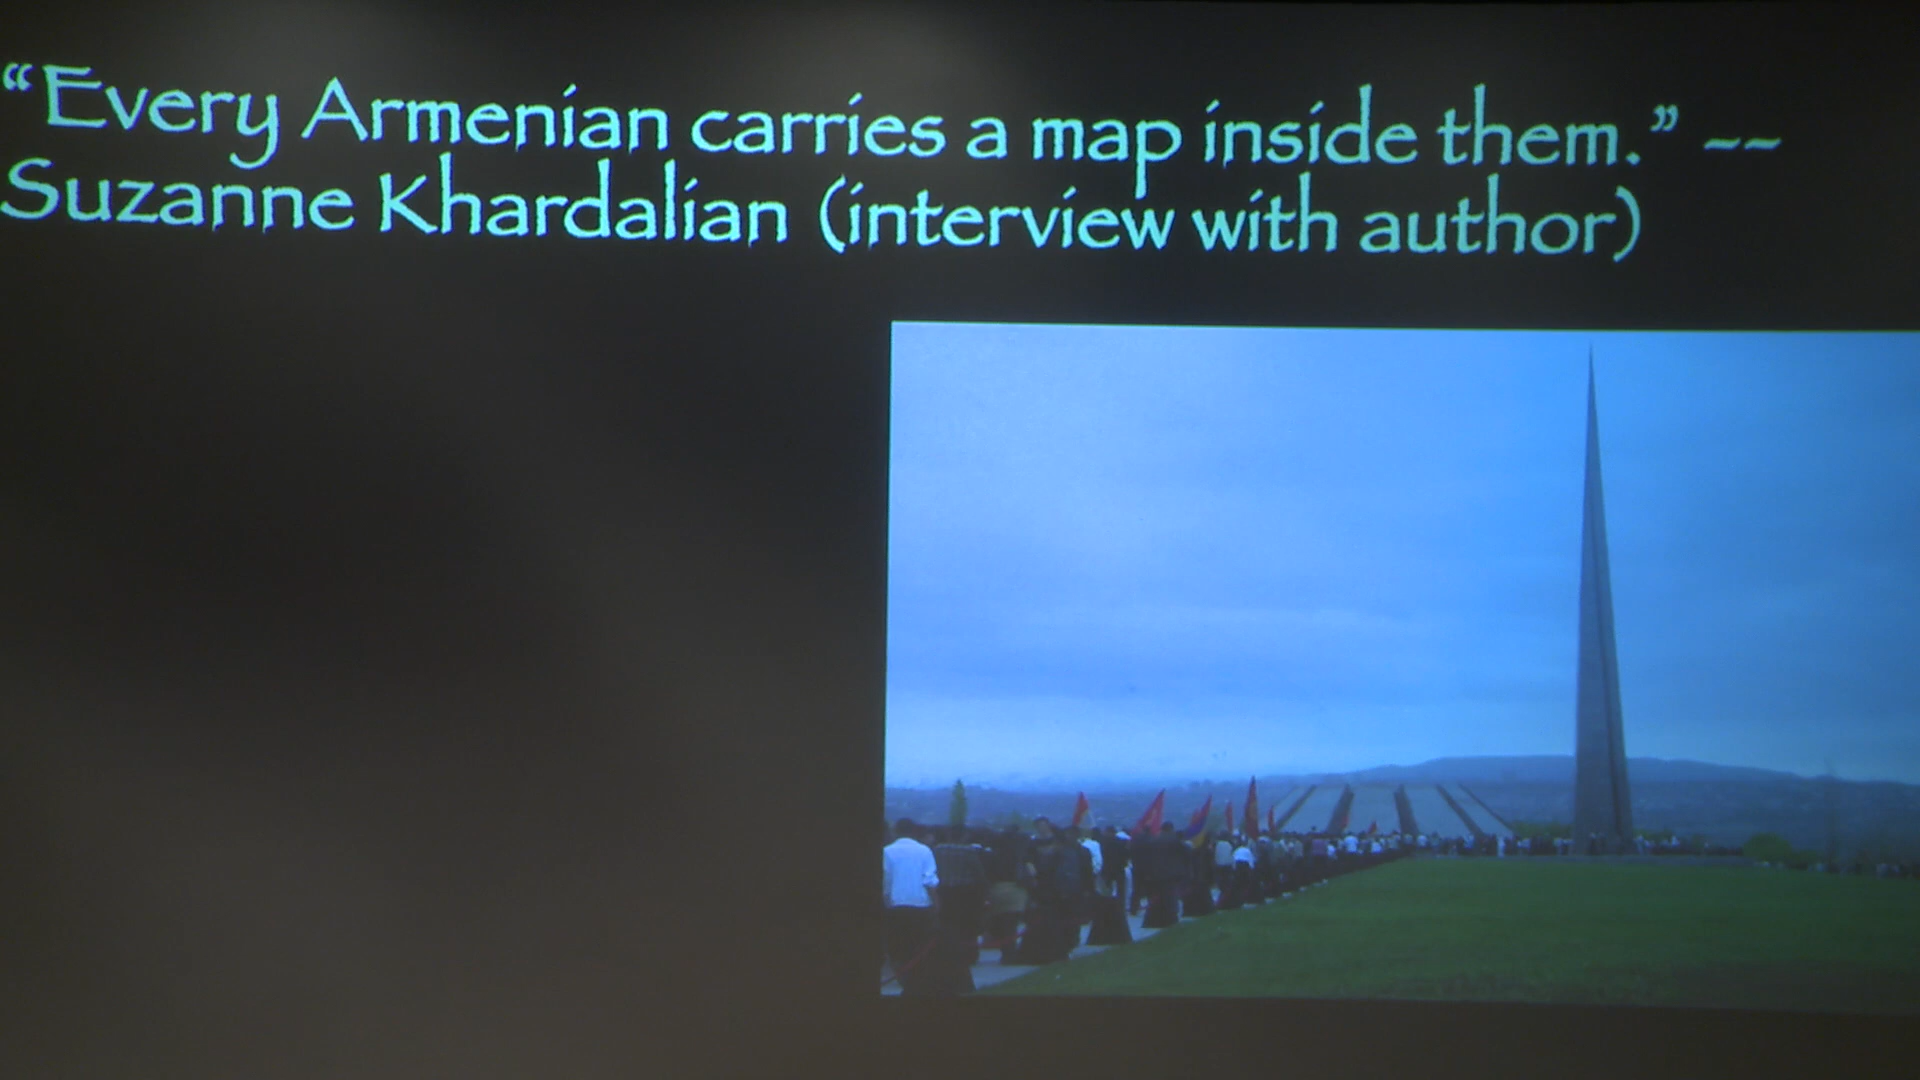 “Every Armenian carries a map inside them.” --
Suzanne Khardalian (interview with author)